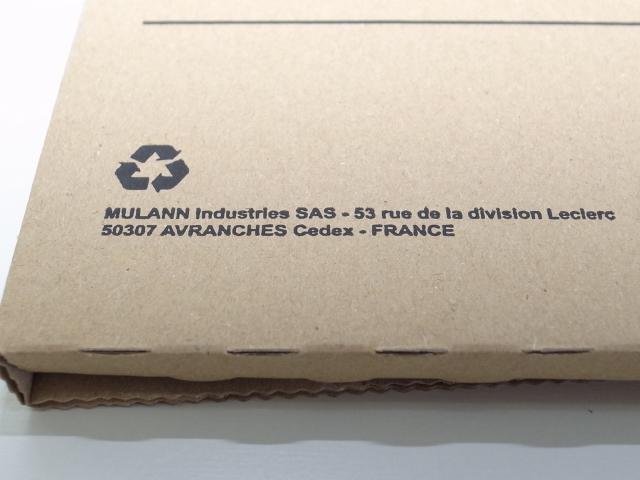 MULANN Industries SAS - 53 rue de la division Leclerc
50307 AVRANCHES Cedex - FRANCE